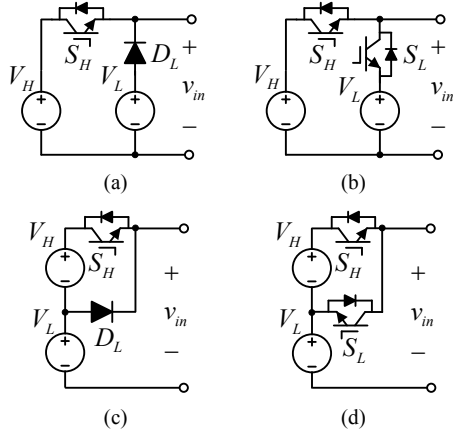 S_H D_L + S_H S_L +
V_H V_L v_in V_H V_L v_in
+ − + − − + − + − −
(a) (b)
V_H S_H + V_H S_H +
+ − + −
V_L D_L v_in V_L S_L v_in
+ − − + − −
(c) (d)